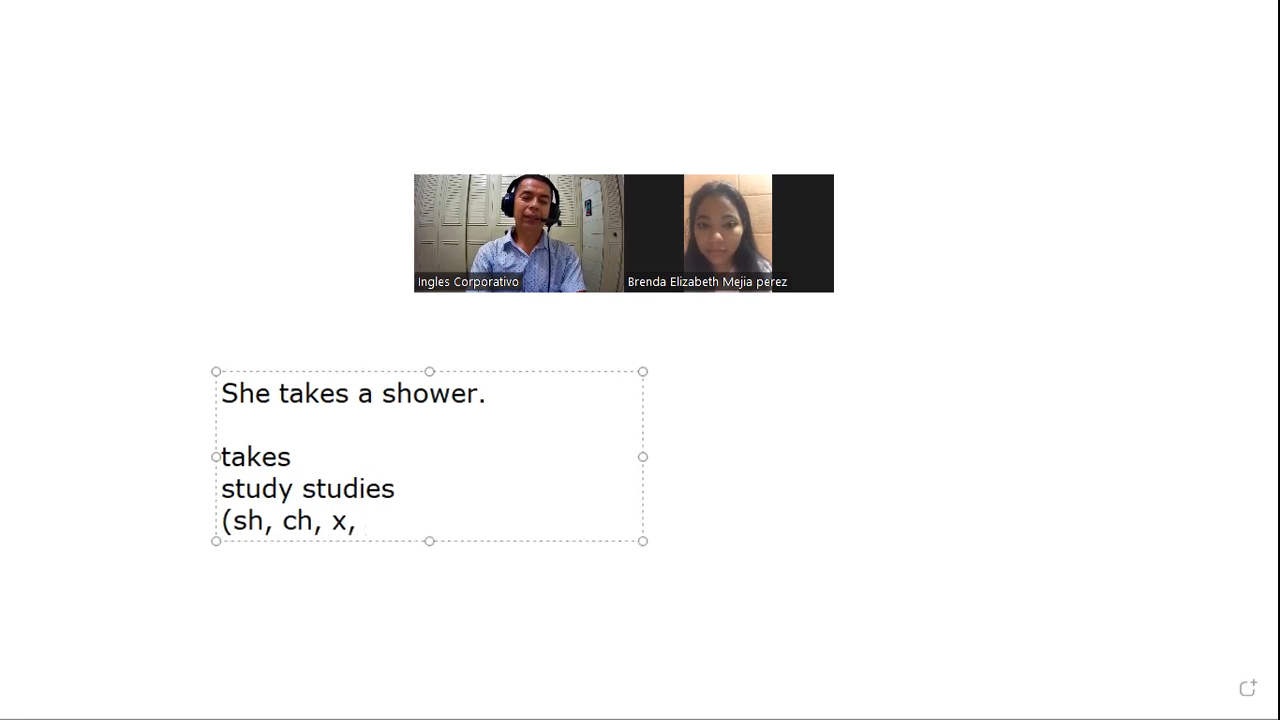 Ingles Corporativo
Brenda Elizabeth Mejia perez
She takes a shower.
takes
study studies
(sh, ch, x,